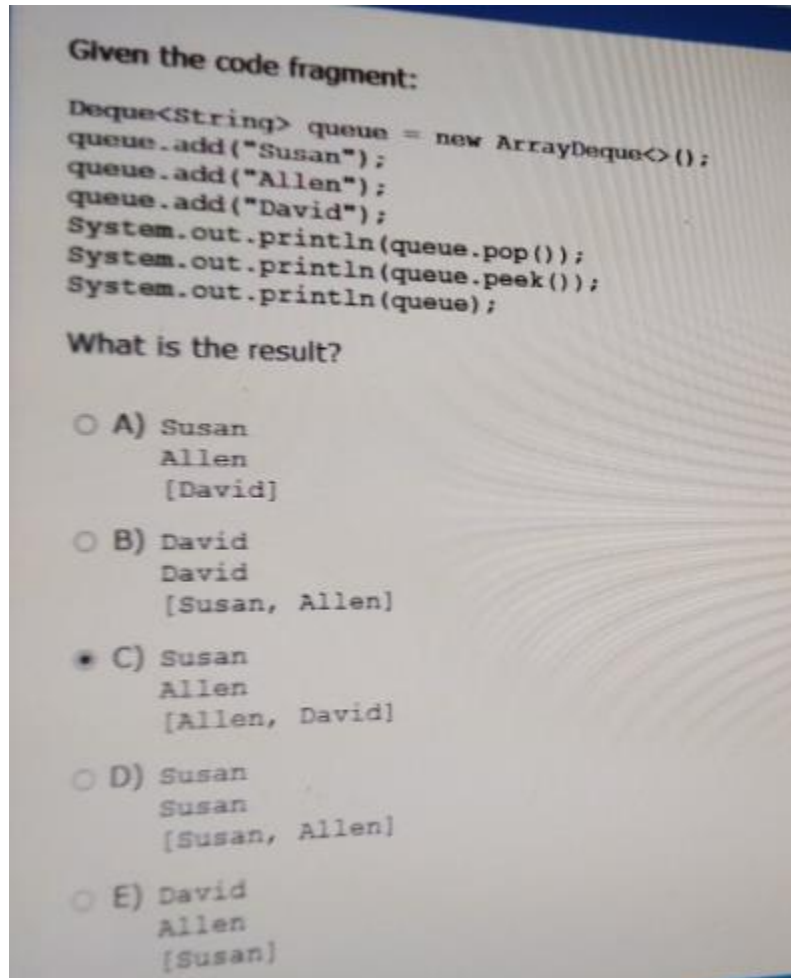 Given the code fragment:
Deque<String> queue = new ArrayDeque<>();
queue.add("Susan");
queue.add("Allen");
queue.add("David");
System.out.println(queue.pop());
System.out.println(queue.peek());
System.out.println(queue);
What is the result?
A) Susan
Allen
[David]
B) David
David
[Susan, Allen]
C) Susan
Allen
[Allen, David]
D) Susan
Susan
[Susan, Allen]
E) David
Allen
[Susan]